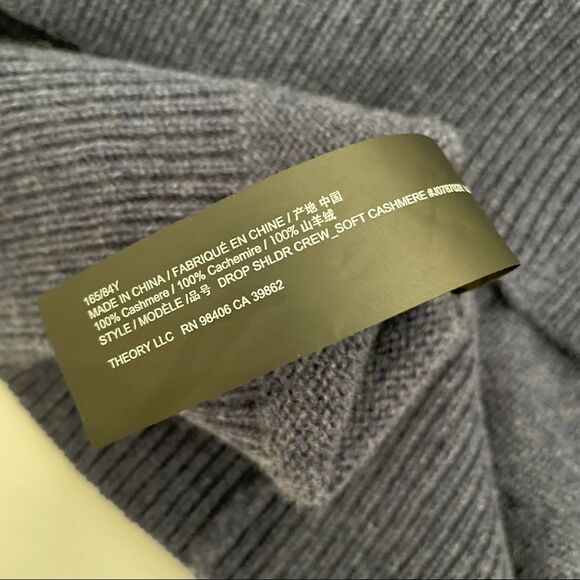 165/84Y
MADE IN CHINA / FABRIQUÉ EN CHINE / 产地 中国
100% Cashmere / 100% Cachemire / 100% 山羊绒
STYLE / MODÈLE /品号 DROP SHLDR CREW_SOFT CASHMERE
THEORY LLC RN 98406 CA 39862